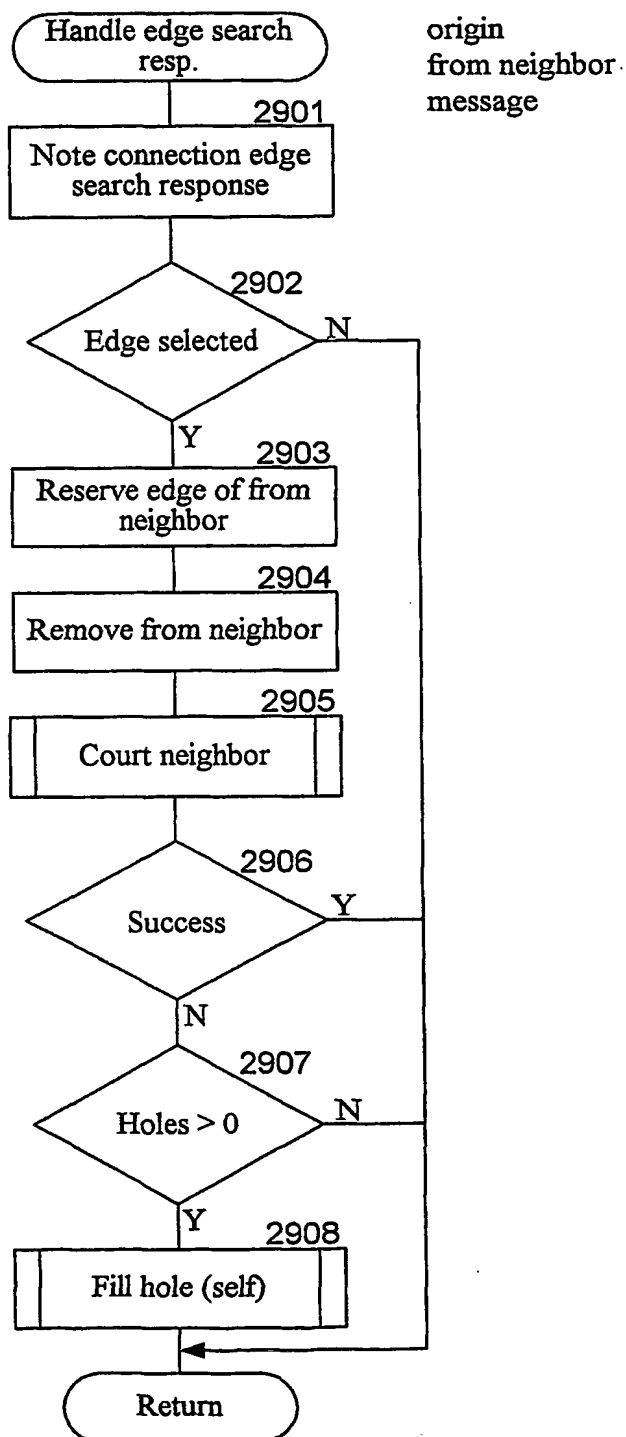 Handle edge search
resp.
origin
from neighbor
message
2901
Note connection edge
search response
2902
Edge selected
N
Y
2903
Reserve edge of from
neighbor
2904
Remove from neighbor
2905
Court neighbor
2906
Success
Y
N
2907
Holes > 0
N
Y
2908
Fill hole (self)
Return